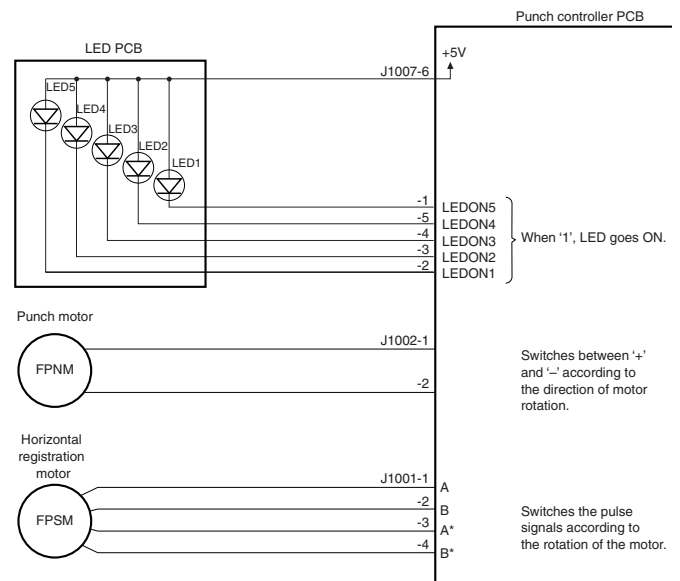 Punch controller PCB
LED PCB
+5V
J1007-6
LED5
LED4
LED3
LED2
LED1
-1 LEDON5
-5 LEDON4
-4 LEDON3
-3 LEDON2
-2 LEDON1
When ‘1’, LED goes ON.
Punch motor
FPNM
J1002-1
-2
Switches between ‘+’
and ‘–’ according to
the direction of motor
rotation.
Horizontal
registration
motor
FPSM
J1001-1 A
-2 B
-3 A*
-4 B*
Switches the pulse
signals according to
the rotation of the motor.